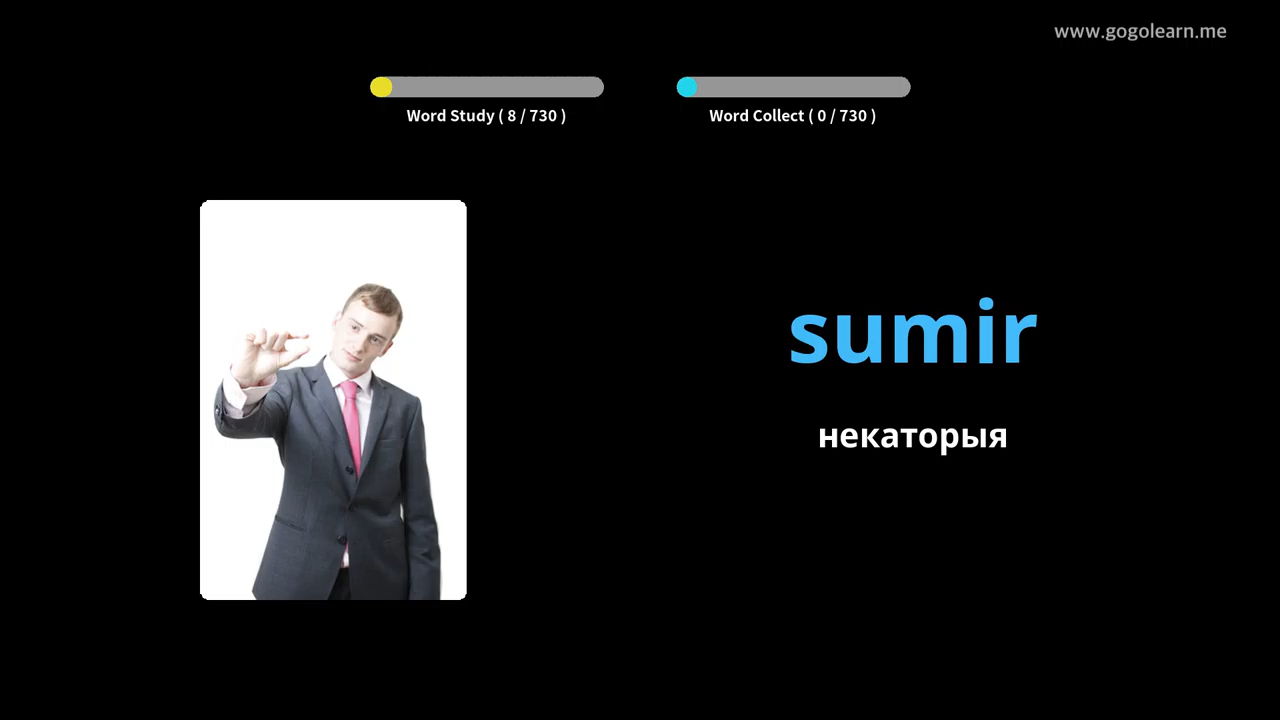 www.gogolearn.me
Word Study ( 8 / 730 )
Word Collect ( 0 / 730 )
sumir
некаторыя